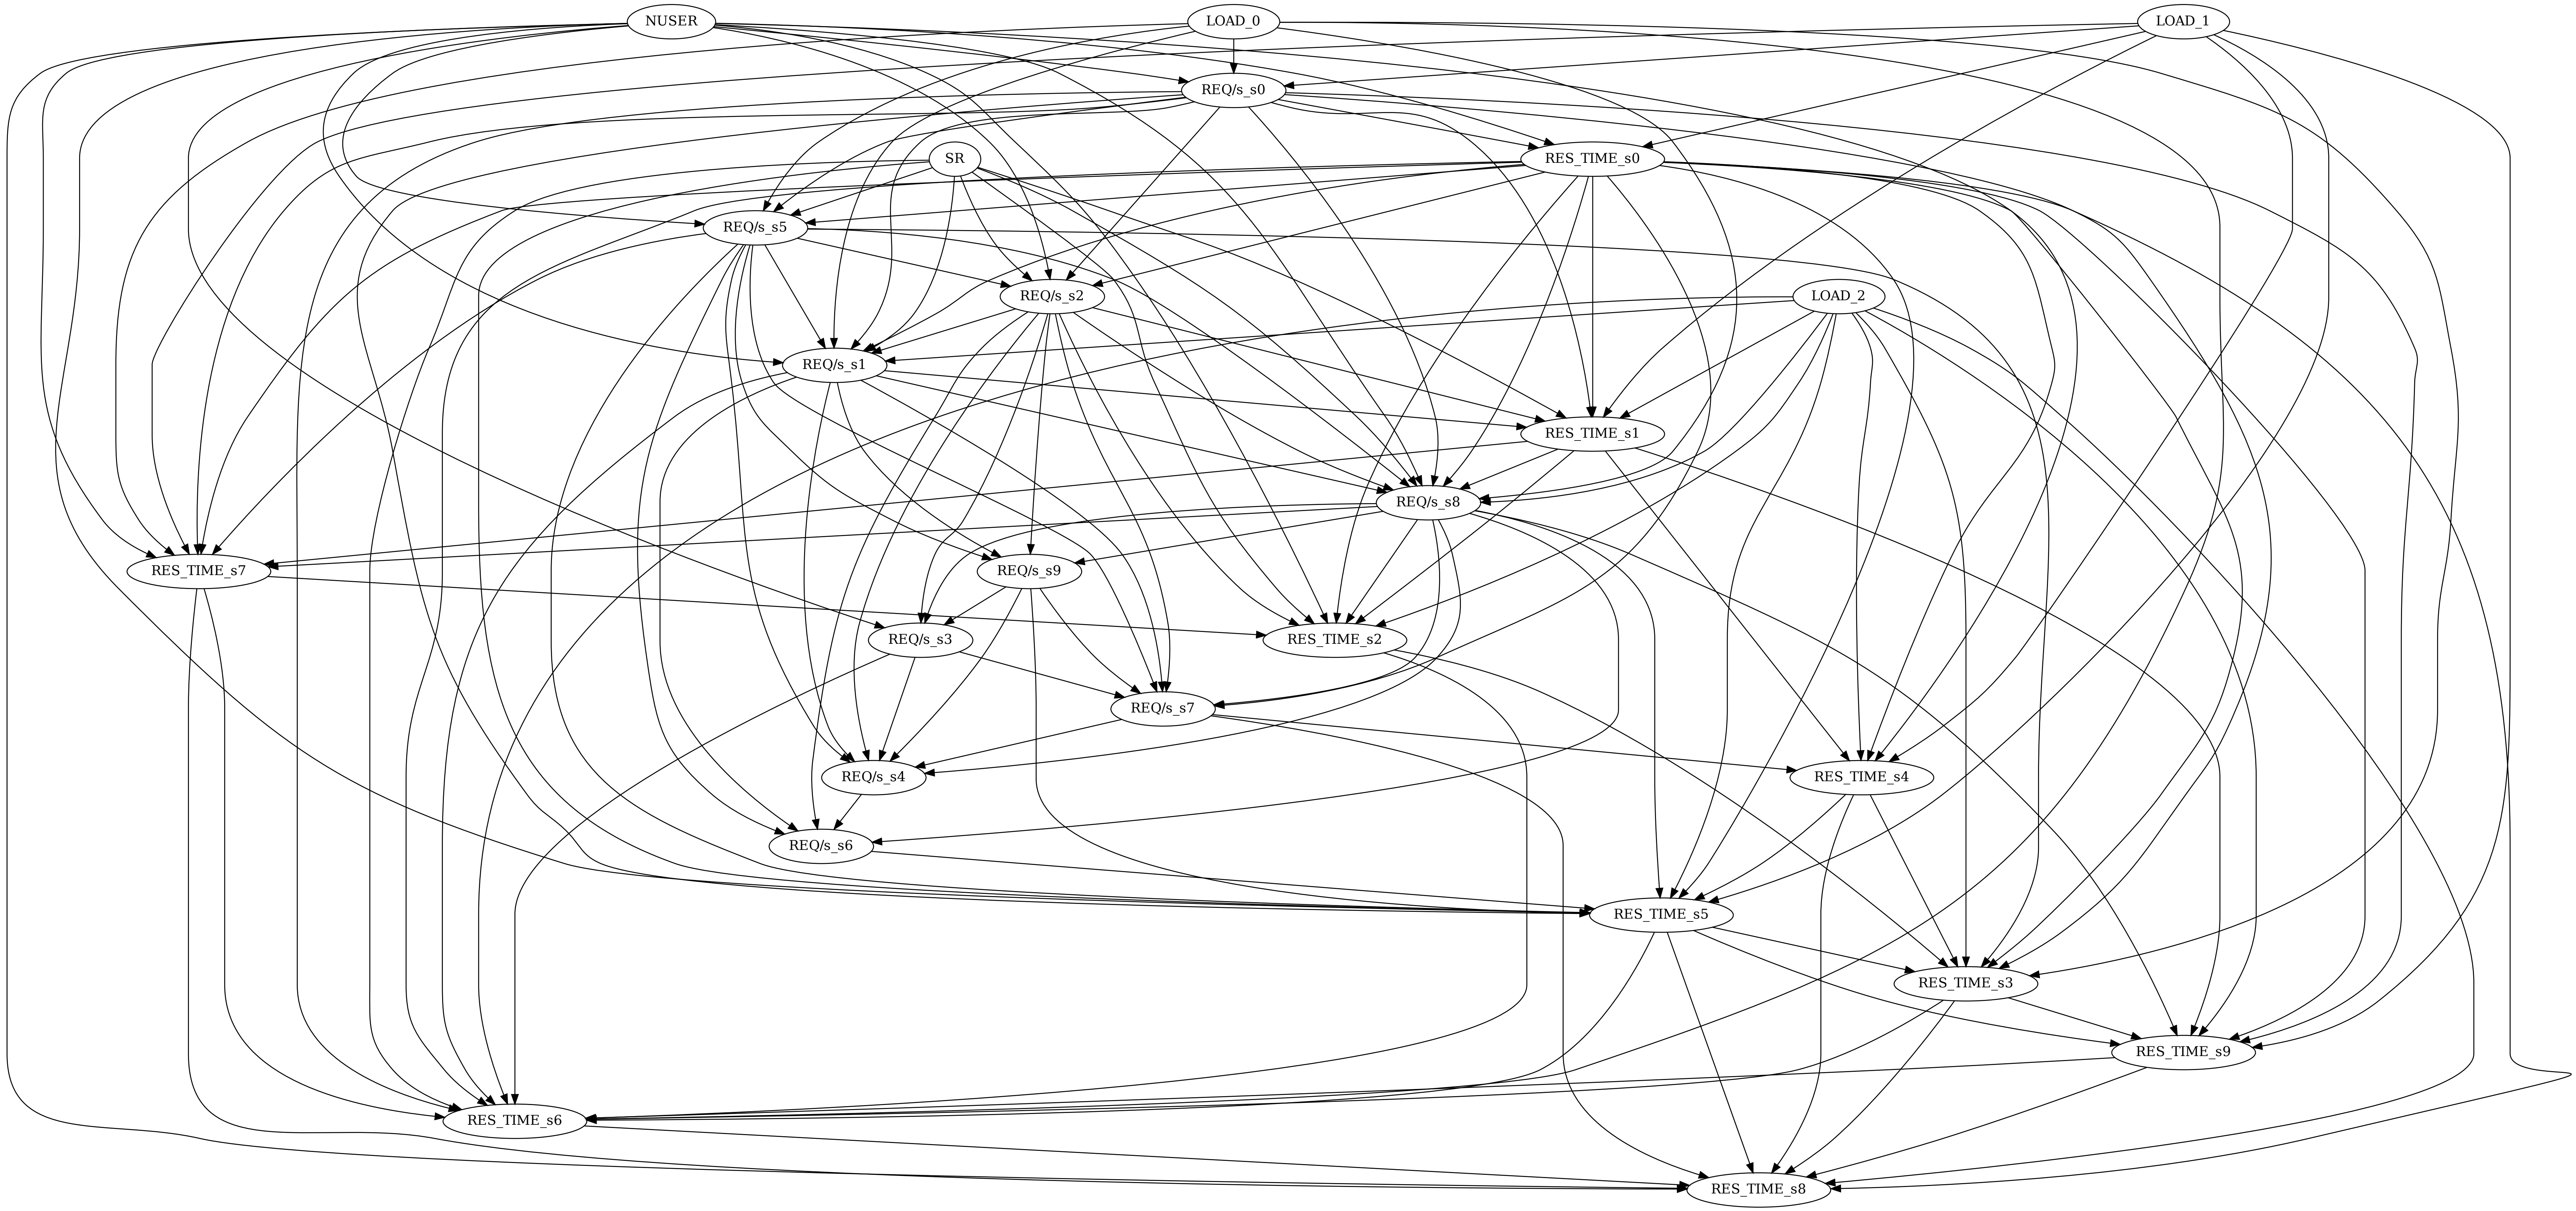 NUSER
LOAD_0
LOAD_1
REQ/s_s0
SR
RES_TIME_s0
REQ/s_s5
REQ/s_s2
LOAD_2
REQ/s_s1
RES_TIME_s1
REQ/s_s8
RES_TIME_s7
REQ/s_s9
REQ/s_s3
RES_TIME_s2
REQ/s_s7
REQ/s_s4
RES_TIME_s4
REQ/s_s6
RES_TIME_s5
RES_TIME_s3
RES_TIME_s9
RES_TIME_s6
RES_TIME_s8